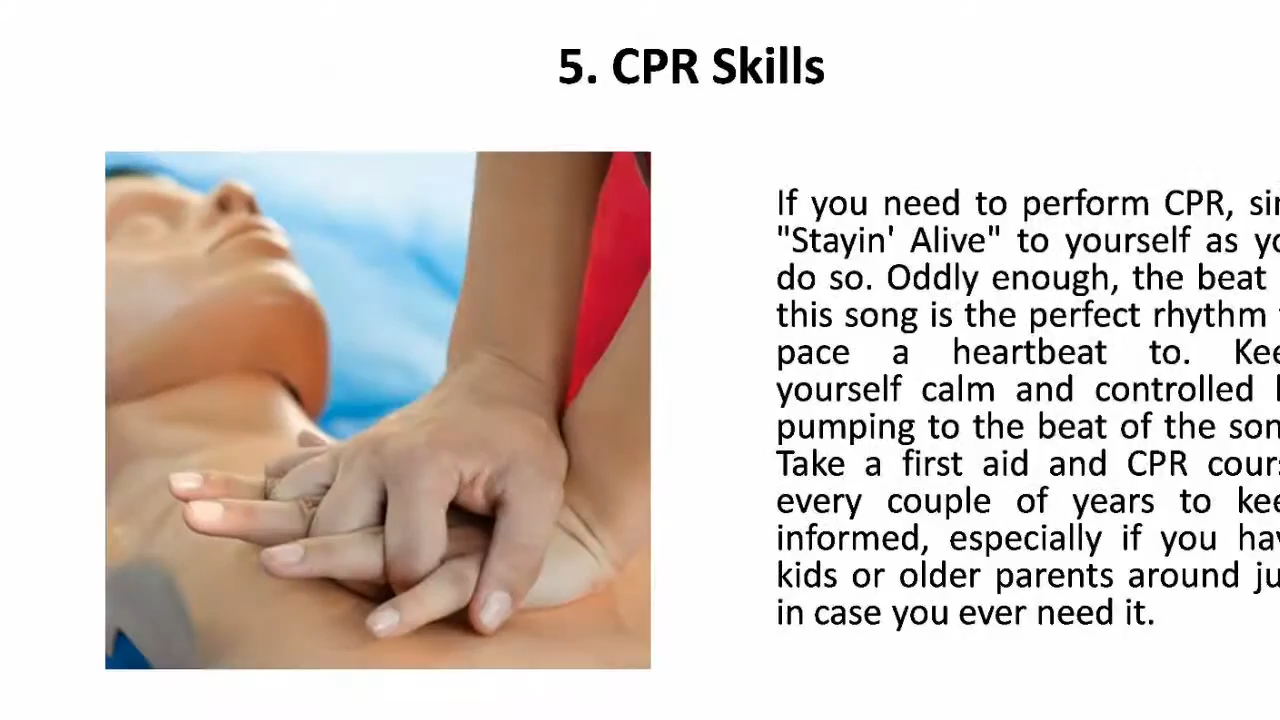 5. CPR Skills
If you need to perform CPR,
"Stayin' Alive" to yourself as
do so. Oddly enough, the beat
this song is the perfect rhythm
pace a heartbeat to.
yourself calm and controlled
pumping to the beat of the
Take a first aid and CPR
every couple of years to
informed, especially if you
kids or older parents around
in case you ever need it.